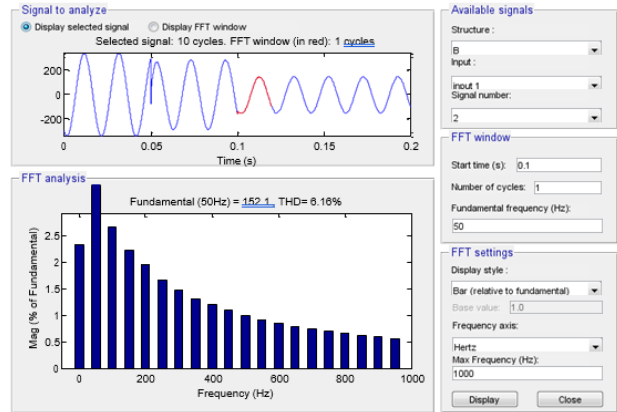 Signal to analyze
Display selected signal Display FFT window
Selected signal: 10 cycles. FFT window (in red): 1 cycles
200
0
-200
0 0.05 0.1 0.15 0.2
Time (s)
FFT analysis
Fundamental (50Hz) = 152.1 , THD= 6.16%
Mag (% of Fundamental)
2.5
2
1.5
1
0.5
0
0 200 400 600 800 1000
Frequency (Hz)
Available signals
Structure :
B
Input :
input 1
Signal number:
2
FFT window
Start time (s): 0.1
Number of cycles: 1
Fundamental frequency (Hz):
50
FFT settings
Display style :
Bar (relative to fundamental)
Base value: 1.0
Frequency axis:
Hertz
Max Frequency (Hz):
1000
Display Close